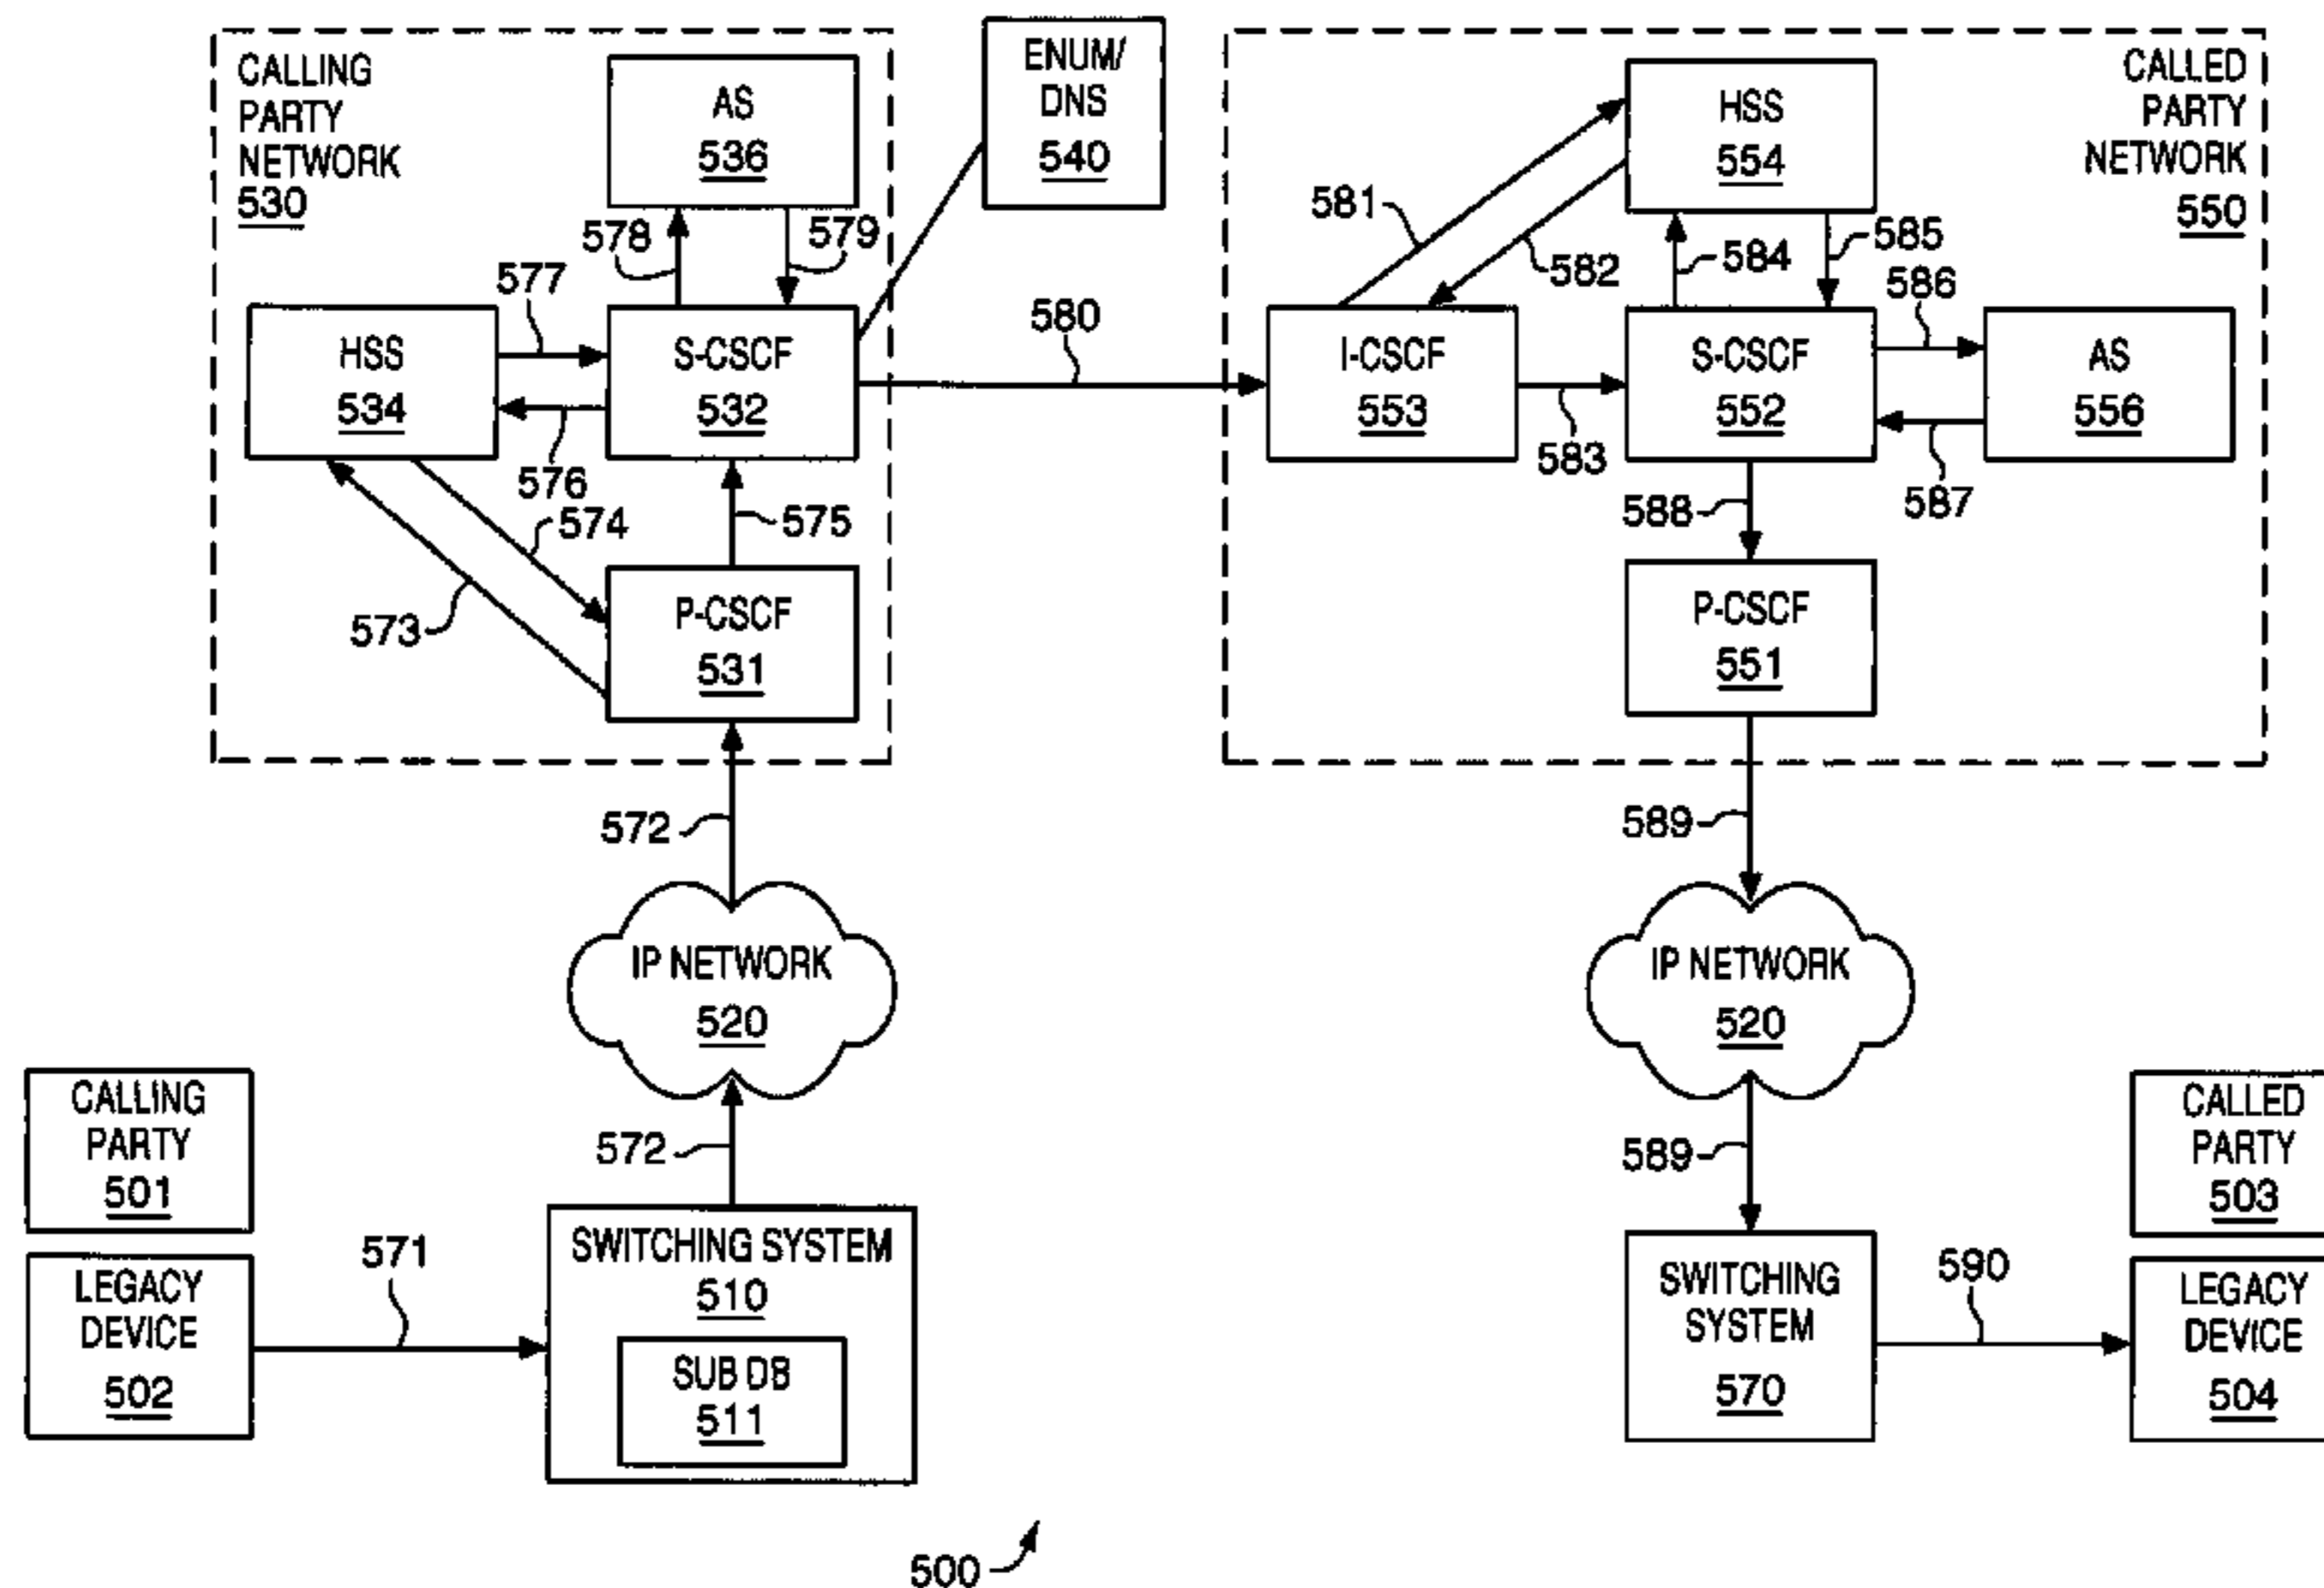 CALLING
PARTY
NETWORK
530
AS
536
ENUM/
DNS
540
578
579
577
HSS
534
S-CSCF
532
576
574
575
573
P-CSCF
531
580
CALLED
PARTY
NETWORK
550
HSS
554
581
582
584
585
586
I-CSCF
553
S-CSCF
552
AS
556
583
587
588
P-CSCF
551
572
IP NETWORK
520
572
589
IP NETWORK
520
589
CALLING
PARTY
501
LEGACY
DEVICE
502
571
SWITCHING SYSTEM
510
SUB DB
511
SWITCHING
SYSTEM
570
590
CALLED
PARTY
503
LEGACY
DEVICE
504
500